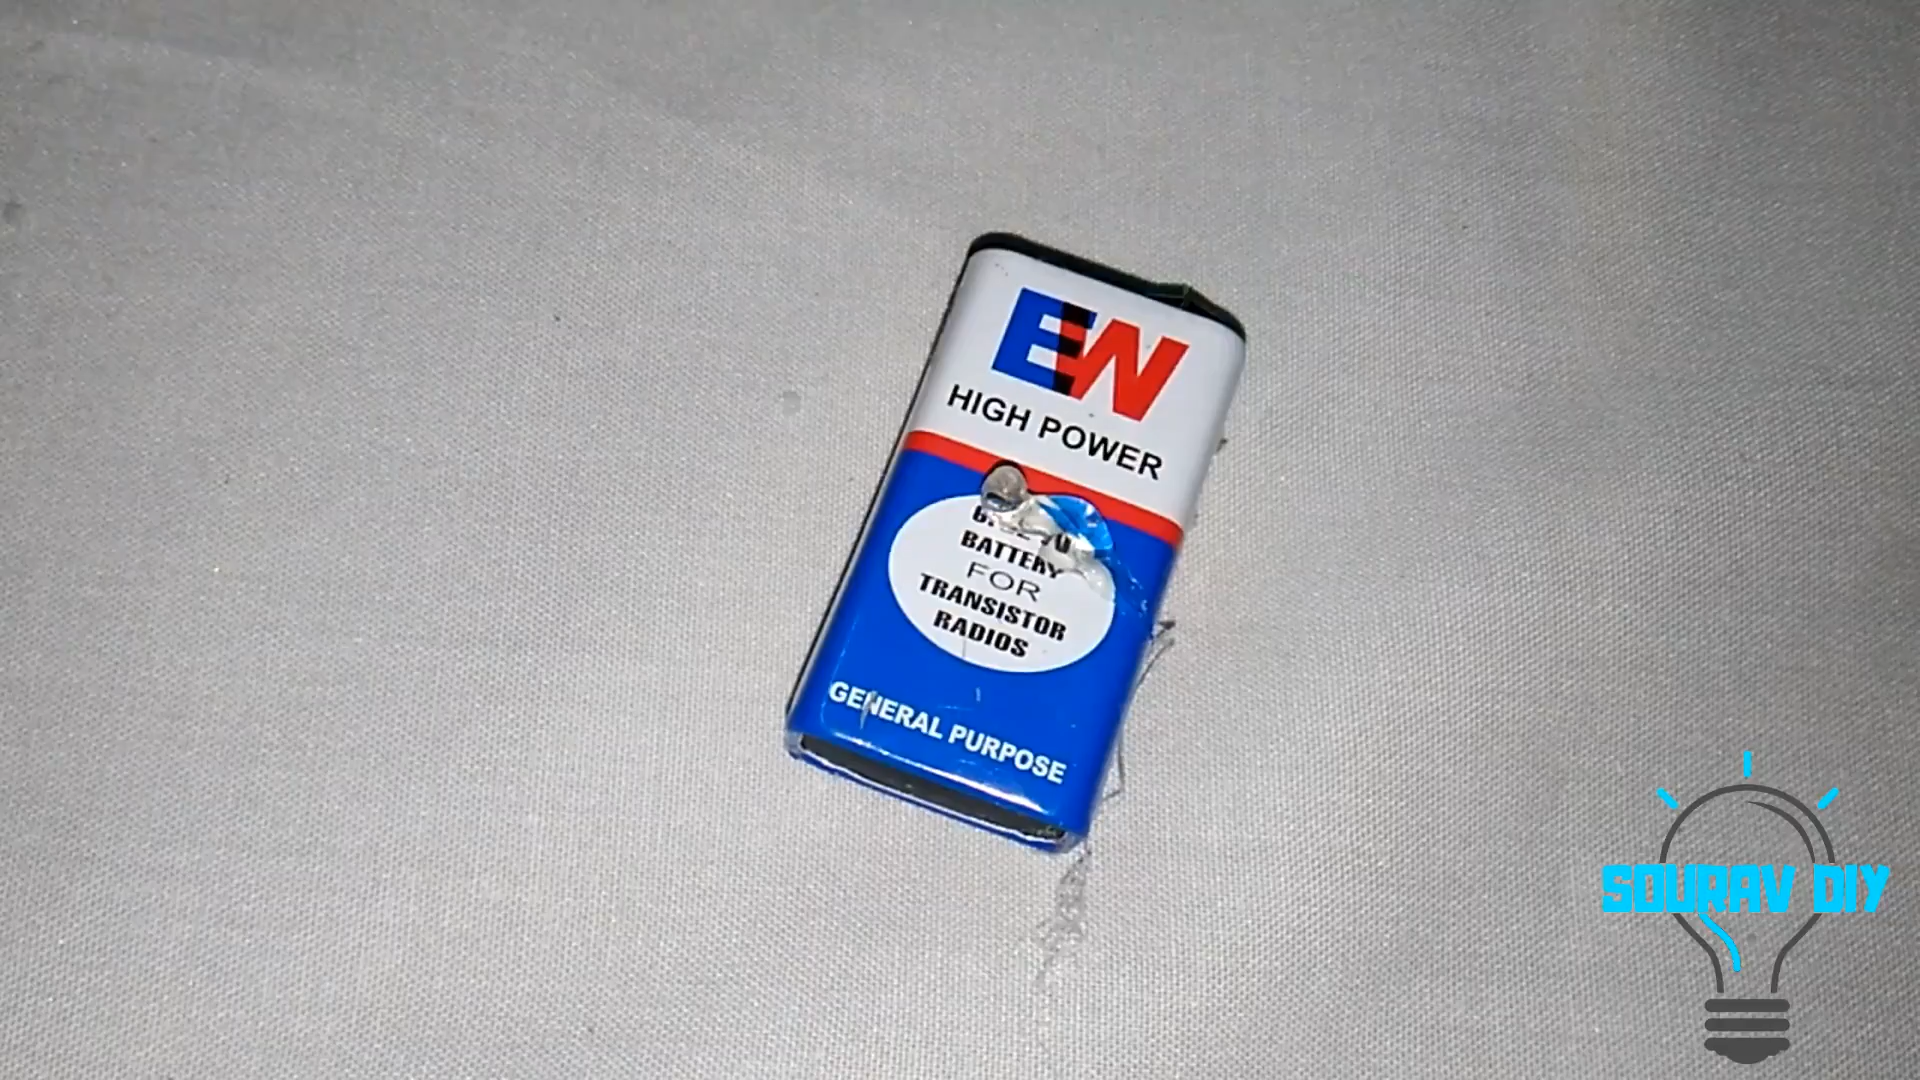 EW
HIGH POWER
BATTERY
FOR
TRANSISTOR
RADIOS
GENERAL PURPOSE
SOURAV DIY